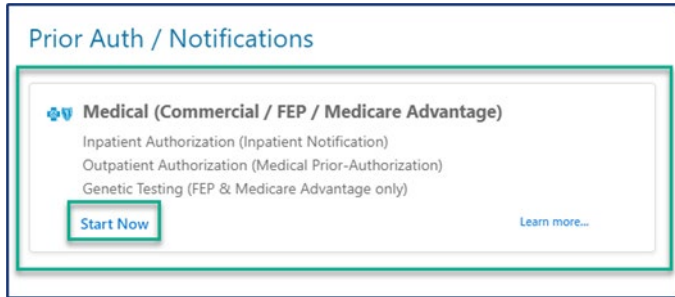 Prior Auth / Notifications
Medical (Commercial / FEP / Medicare Advantage)
Inpatient Authorization (Inpatient Notification)
Outpatient Authorization (Medical Prior-Authorization)
Genetic Testing (FEP & Medicare Advantage only)
Start Now
Learn more...